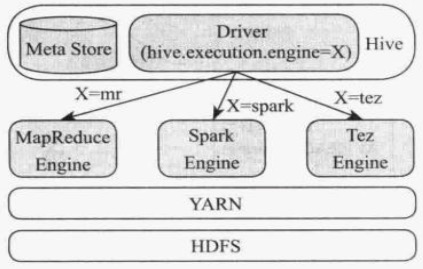 Driver
Meta Store
(hive.execution.engine=X)
Hive
X=mr
X=spark
X=tez
MapReduce
Engine
Spark
Engine
Tez
Engine
YARN
HDFS